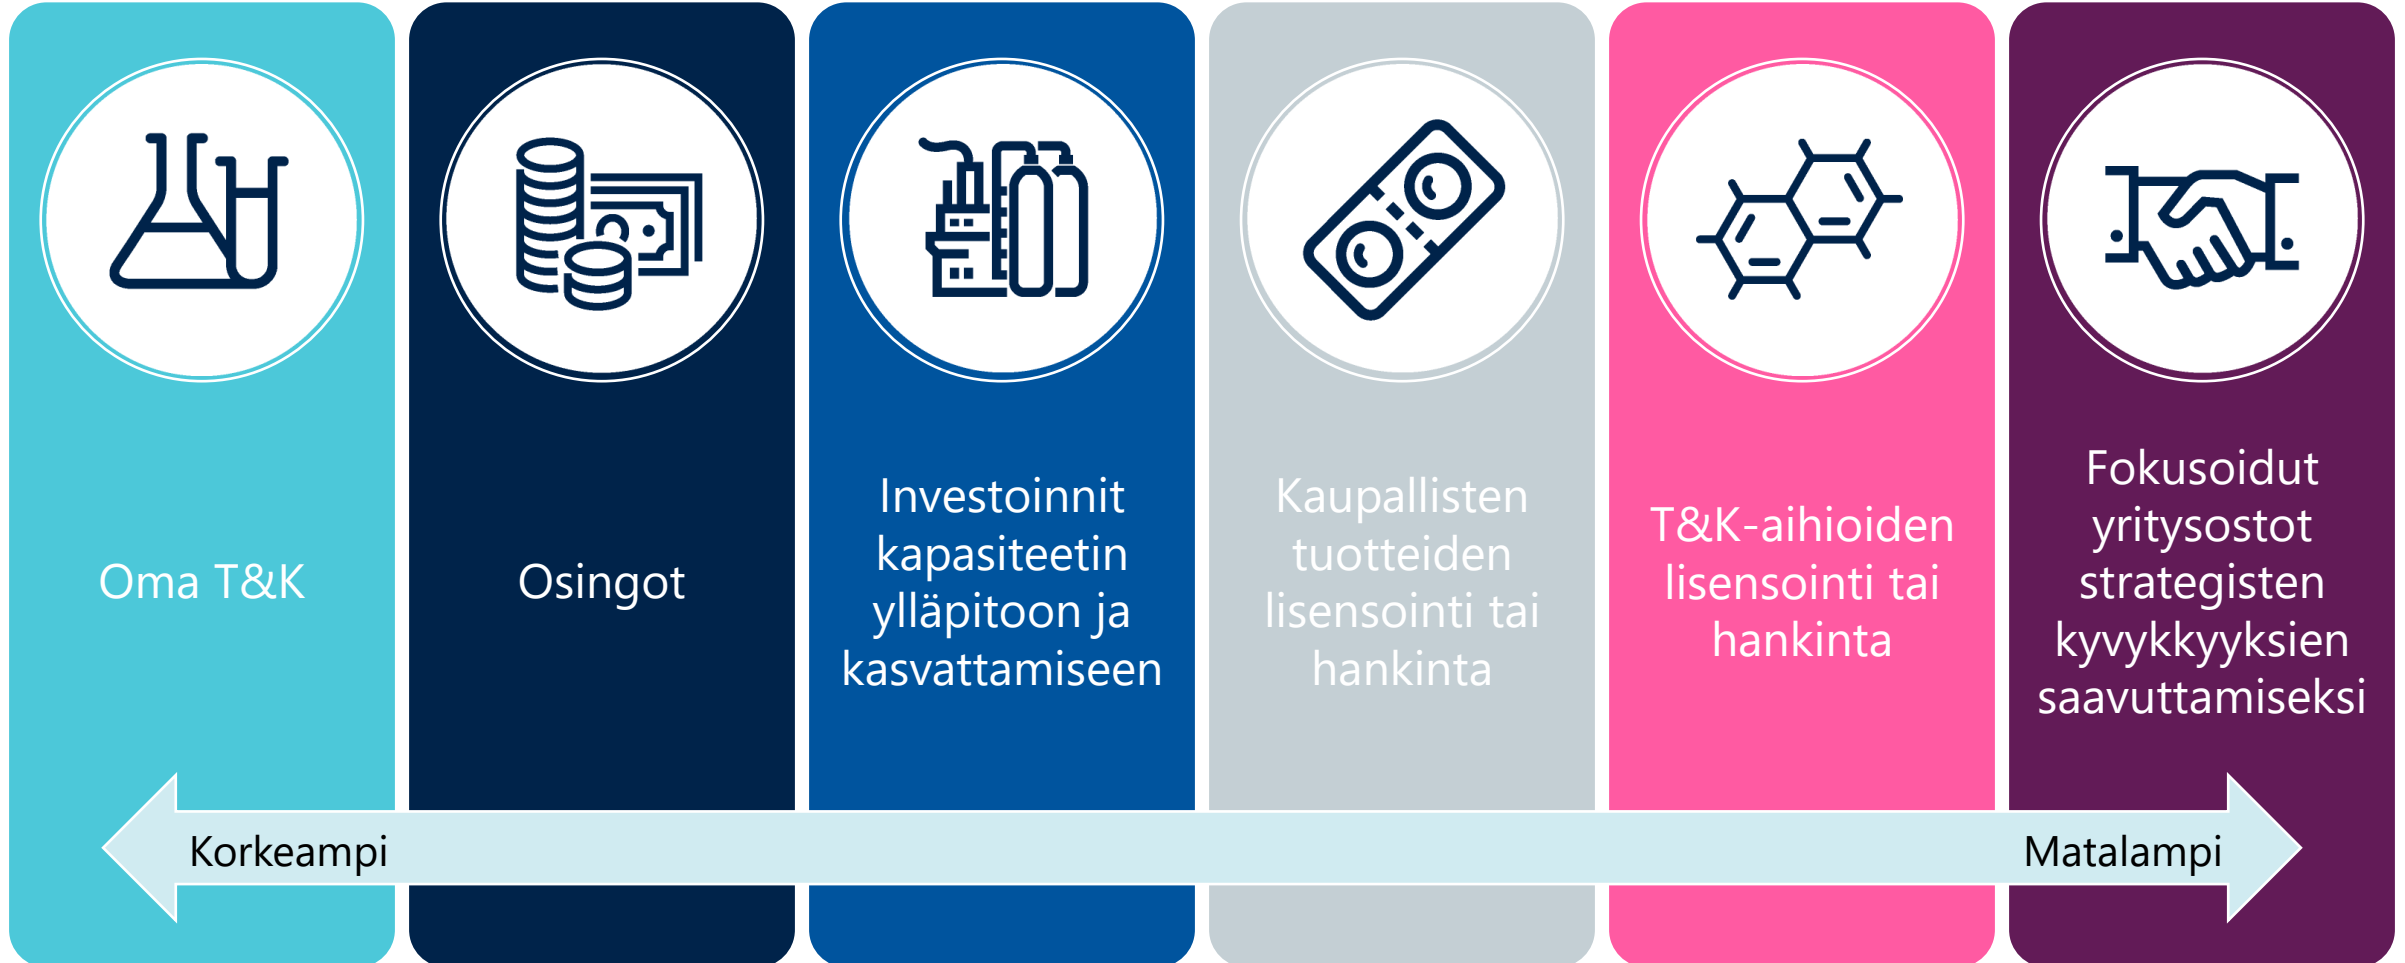 Oma T&K
Osingot
Investoinnit
kapasiteetin
ylläpitoon ja
kasvattamiseen
Kaupallisten
tuotteiden
lisensointi tai
hankinta
T&K-aihioiden
lisensointi tai
hankinta
Fokusoidut
yritysostot
strategisten
kyvykkyyksien
saavuttamiseksi
Korkeampi
Matalampi